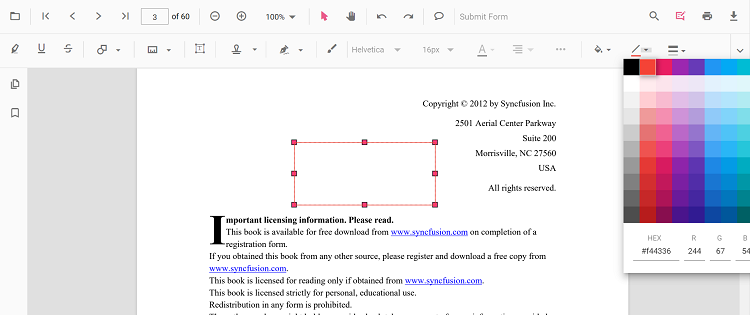 3 of 60 100% Submit Form
Helvetica 16px A
Copyright © 2012 by Syncfusion Inc.
2501 Aerial Center Parkway
Suite 200
Morrisville, NC 27560
USA
All rights reserved.
Important licensing information. Please read.
This book is available for free download from www.syncfusion.com on completion of a
registration form.
If you obtained this book from any other source, please register and download a free copy from
www.syncfusion.com.
This book is licensed for reading only if obtained from www.syncfusion.com.
This book is licensed strictly for personal, educational use.
Redistribution in any form is prohibited.
HEX R G B
#f44336 244 67 54